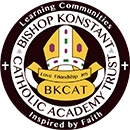 Learning Communities
BISHOP KONSTANT
Love Friendship Joy
BKCAT
CATHOLIC ACADEMY TRUST
Inspired by Faith